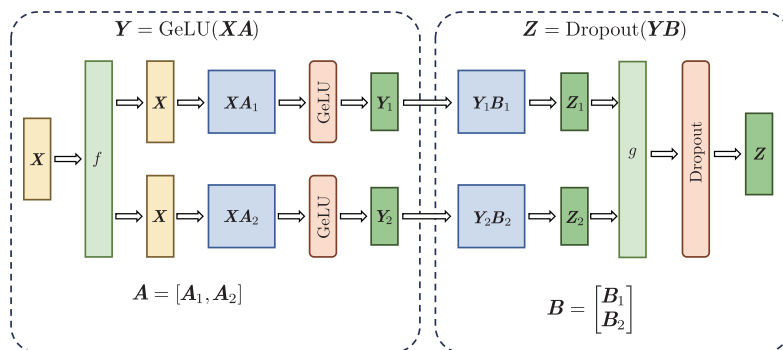 Y = GeLU(XA)
Z = Dropout(YB)
X
f
X
XA₁
GeLU
Y₁
Y₁B₁
Z₁
X
XA₂
GeLU
Y₂
Y₂B₂
Z₂
g
Dropout
Z
A = [A₁, A₂]
B = [B₁
B₂]